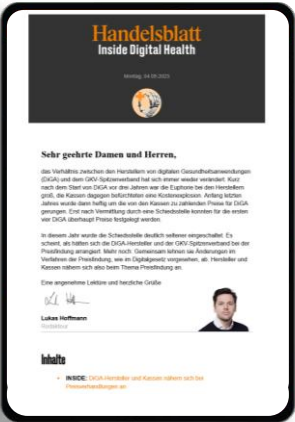 Handelsblatt
Inside Digital Health
Montag, 04.09.2023
Sehr geehrte Damen und Herren,
das Verhältnis zwischen den Herstellern von digitalen Gesundheitsanwendungen
(DiGA) und dem GKV-Spitzenverband hat sich immer wieder verändert. Kurz
nach dem Start von DiGA vor drei Jahren war die Euphorie bei den Herstellern
groß, die Kassen dagegen befürchteten eine Kostenexplosion. Anfang letzten
Jahres wurde dann heftig um die von den Kassen zu zahlenden Preise für DiGA
gerungen. Erst nach Vermittlung durch eine Schiedsstelle konnten für die ersten
vier DiGA überhaupt Preise festgelegt werden.
In diesem Jahr wurde die Schiedsstelle deutlich seltener eingeschaltet. Es
scheint, als hätten sich die DiGA-Hersteller und der GKV-Spitzenverband bei der
Preisfindung arrangiert. Mehr noch: Gemeinsam lehnen sie Änderungen im
Verfahren der Preisfindung, wie im Digitalgesetz vorgesehen, ab. Hersteller und
Kassen nähern sich also beim Thema Preisfindung an.
Eine angenehme Lektüre und herzliche Grüße
Lukas Hoffmann
Redakteur
Inhalte
INSIDE: DiGA-Hersteller und Kassen nähern sich bei
Preisverhandlungen an